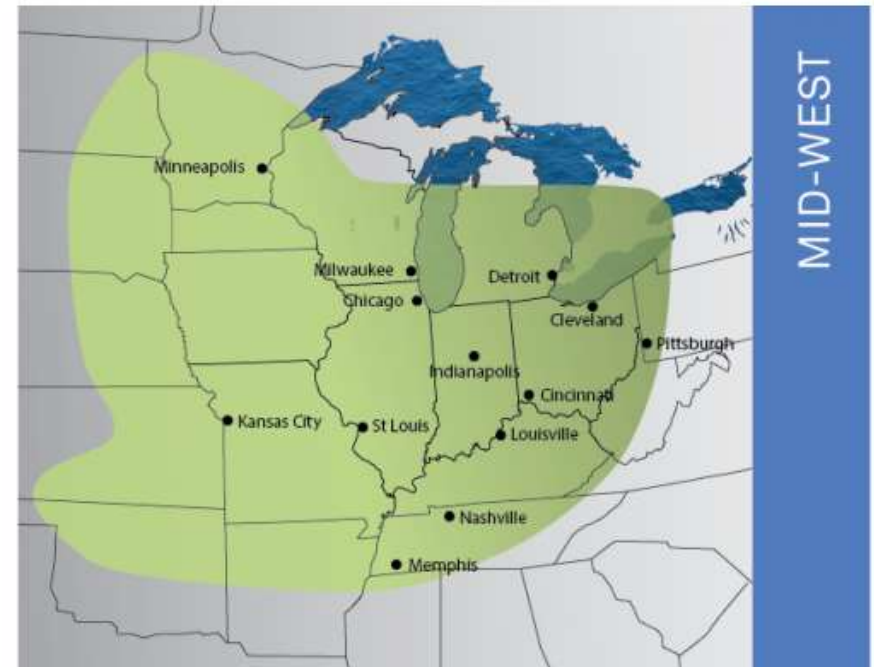 MID-WEST
Minneapolis
Milwaukee
Detroit
Chicago
Cleveland
Pittsburgh
Indianapolis
Cincinnati
Kansas City
St Louis
Louisville
Nashville
Memphis